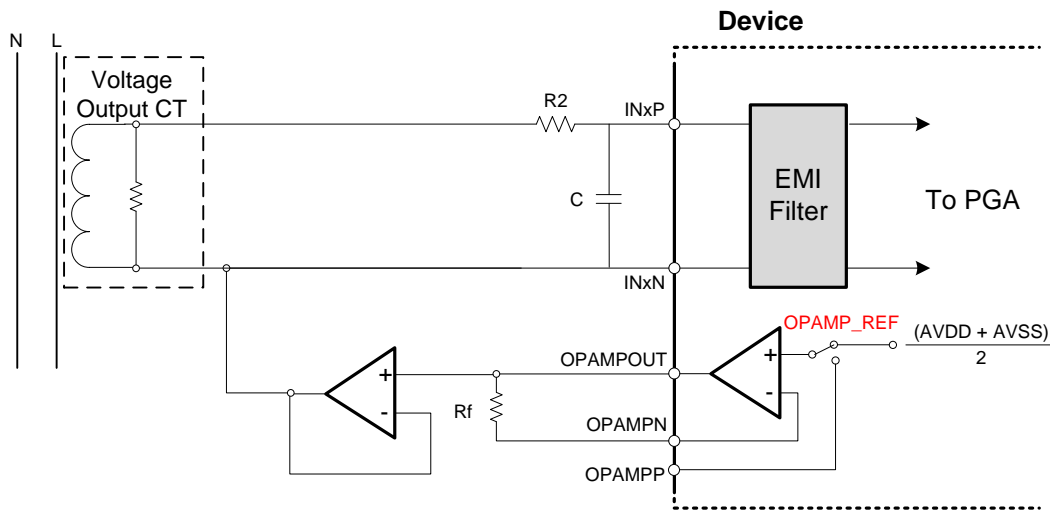 Device
N
L
Voltage
Output CT
R2
INxP
C
EMI
Filter
To PGA
INxN
OPAMP_REF
(AVDD + AVSS)
2
OPAMPOUT
+
-
+
-
Rf
OPAMPN
OPAMPP